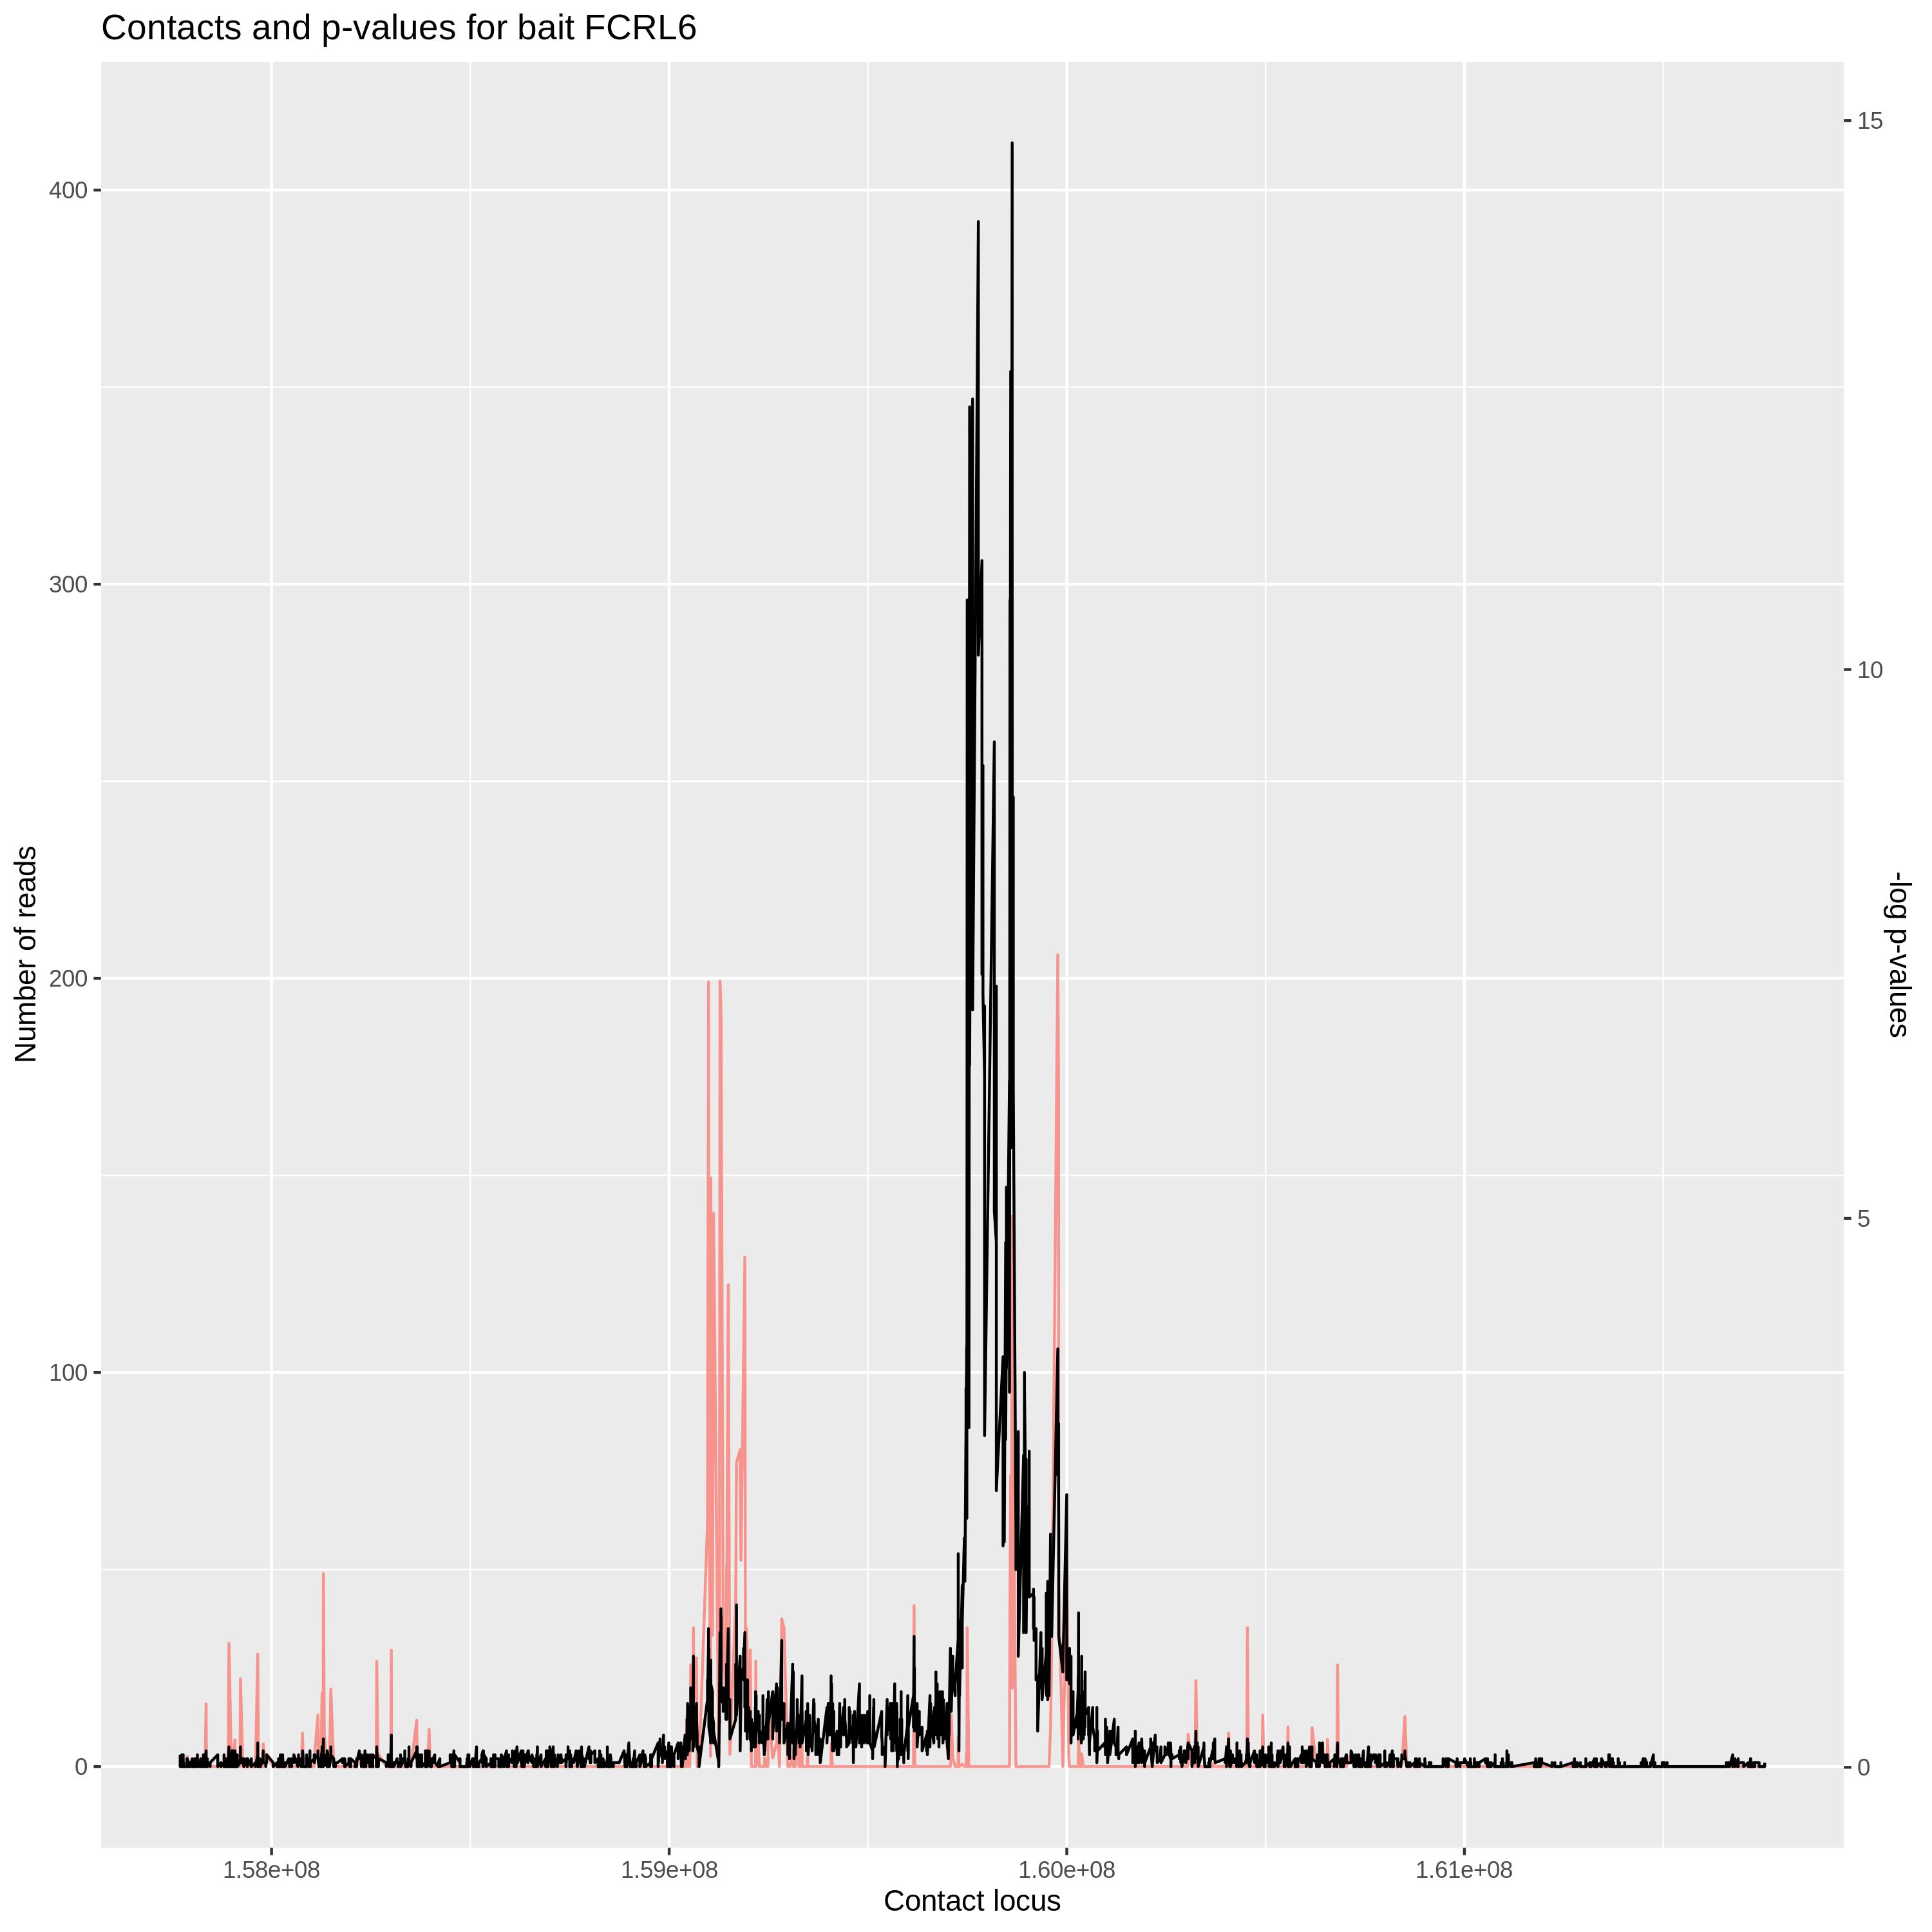 Contacts and p-values for bait FCRL6
Number of reads
400
300
200
100
0
15
10
5
0
-log p-values
1.58e+08
1.59e+08
1.60e+08
1.61e+08
Contact locus